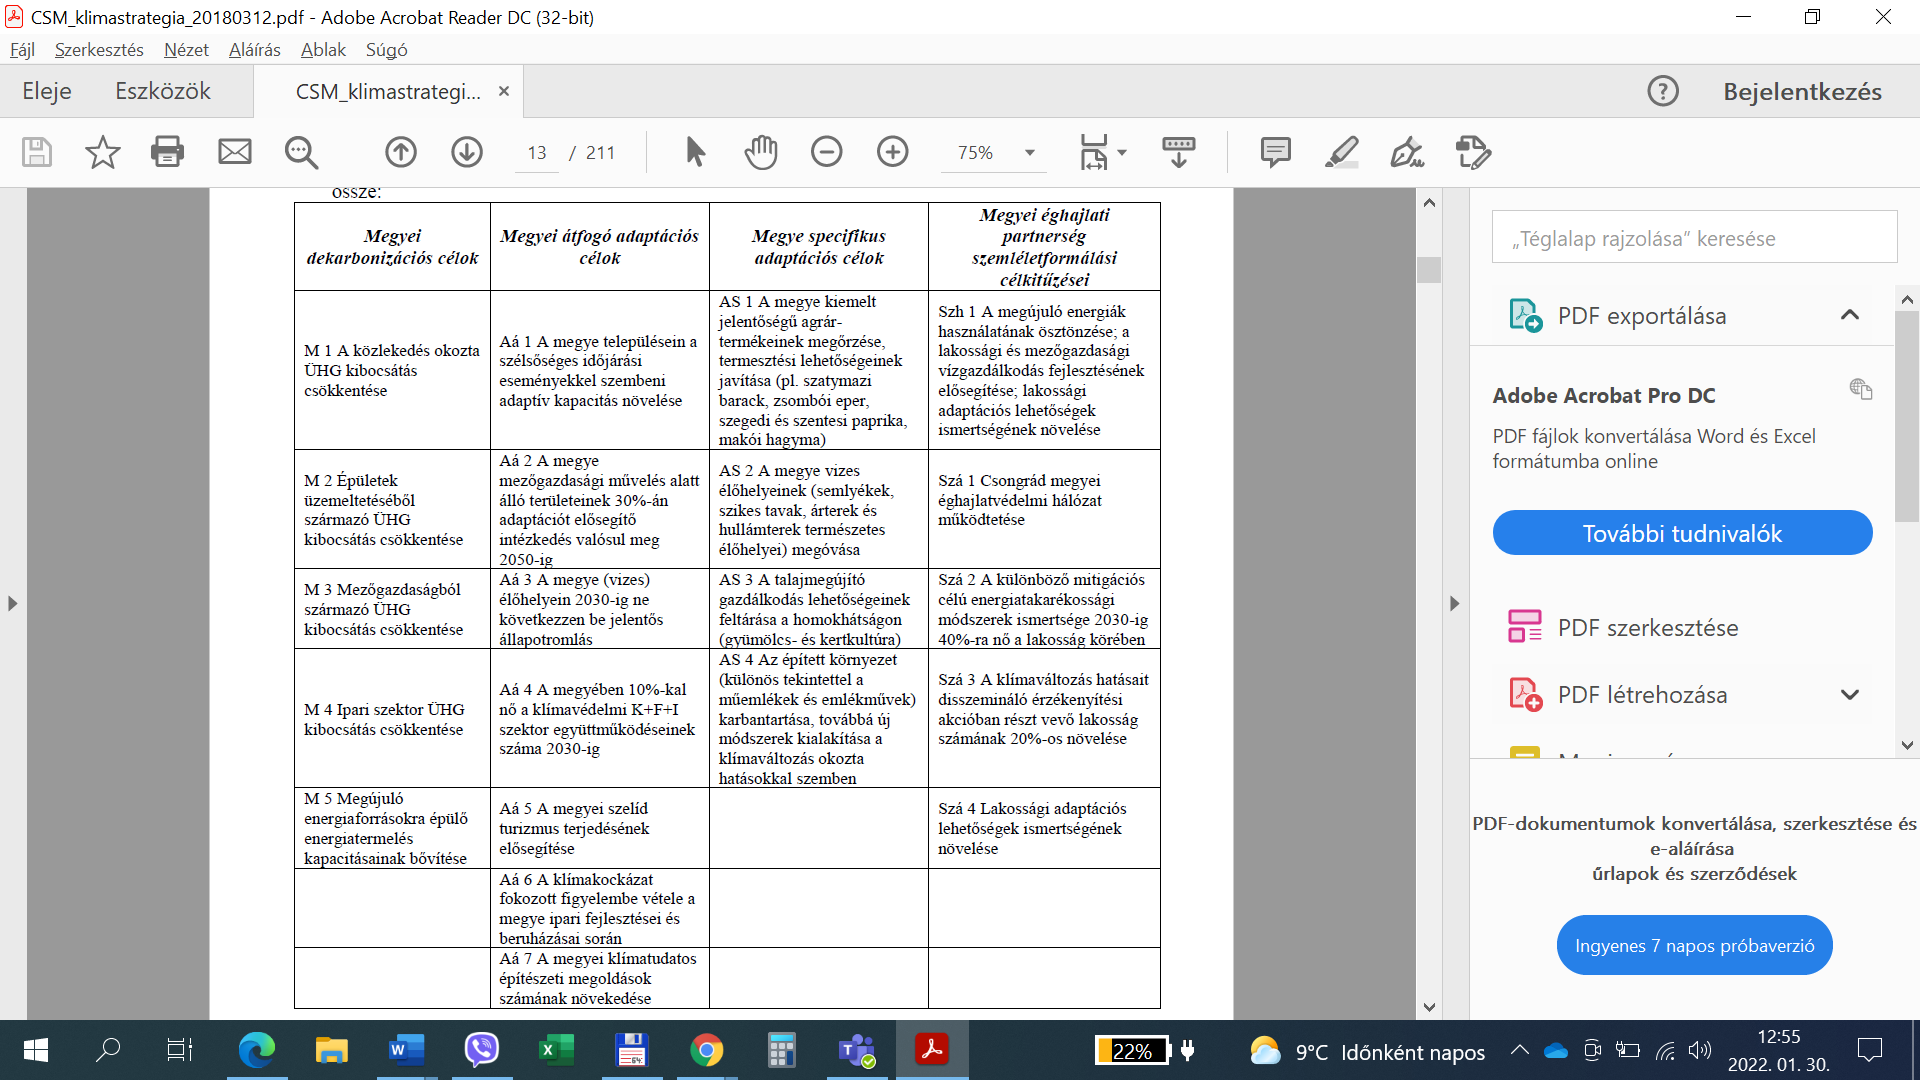 CSM_klimastrategia_20180312.pdf - Adobe Acrobat Reader DC (32-bit)
Fájl Szerkesztés Nézet Aláírás Ablak Súgó
Eleje Eszközök CSM_klimastrategi... × Bejelentkezés
13 / 211 75%
össze:
Megyei
dekarbonizációs célok
Megyei átfogó adaptációs
célok
Megye specifikus
adaptációs célok
Megyei éghajlati
partnerség
szemléletformálási
célkitűzései
M 1 A közlekedés okozta
ÜHG kibocsátás
csökkentése
Aá 1 A megye településein a
szélsőséges időjárási
eseményekkel szembeni
adaptív kapacitás növelése
AS 1 A megye kiemelt
jelentőségű agrár-
termékeinek megőrzése,
termesztési lehetőségeinek
javítása (pl. szatymazi
barack, zsombói eper,
szegedi és szentesi paprika,
makói hagyma)
Szh 1 A megújuló energiák
használatának ösztönzése; a
lakossági és mezőgazdasági
vízgazdálkodás fejlesztésének
elősegítése; lakossági
adaptációs lehetőségek
ismertségének növelése
M 2 Épületek
üzemeltetéséből
származó ÜHG
kibocsátás csökkentése
Aá 2 A megye
mezőgazdasági művelés alatt
álló területeinek 30%-án
adaptációt elősegítő
intézkedés valósul meg
2050-ig
AS 2 A megye vizes
élőhelyeinek (semlyékek,
szikes tavak, árterek és
hullámterek természetes
élőhelyei) megóvása
Szá 1 Csongrád megyei
éghajlatvédelmi hálózat
működtetése
M 3 Mezőgazdaságból
származó ÜHG
kibocsátás csökkentése
Aá 3 A megye (vizes)
élőhelyein 2030-ig ne
következzen be jelentős
állapotromlás
AS 3 A talajmegújító
gazdálkodás lehetőségeinek
feltárása a homokhátságon
(gyümölcs- és kertkultúra)
Szá 2 A különböző mitigációs
célú energiatakarékossági
módszerek ismertsége 2030-ig
40%-ra nő a lakosság körében
M 4 Ipari szektor ÜHG
kibocsátás csökkentése
Aá 4 A megyében 10%-kal
nő a klímavédelmi K+F+I
szektor együttműködéseinek
száma 2030-ig
AS 4 Az épített környezet
(különös tekintettel a
műemlékek és emlékművek)
karbantartása, továbbá új
módszerek kialakítása a
klímaváltozás okozta
hatásokkal szemben
Szá 3 A klímaváltozás hatásait
disszemináló érzékenyítési
akcióban részt vevő lakosság
számának 20%-os növelése
M 5 Megújuló
energiaforrásokra épülő
energiatermelés
kapacitásainak bővítése
Aá 5 A megyei szelíd
turizmus terjedésének
elősegítése
Szá 4 Lakossági adaptációs
lehetőségek ismertségének
növelése
Aá 6 A klímakockázat
fokozott figyelembe vétele a
megye ipari fejlesztései és
beruházásai során
Aá 7 A megyei klímatudatos
építészeti megoldások
számának növekedése
„Téglalap rajzolása" keresése
PDF exportálása
Adobe Acrobat Pro DC
PDF fájlok konvertálása Word és Excel
formátumba online
További tudnivalók
PDF szerkesztése
PDF létrehozása
PDF-dokumentumok konvertálása, szerkesztése és
e-aláírása
űrlapok és szerződések
Ingyenes 7 napos próbaverzió
22% 9°C Időnként napos
12:55
2022. 01. 30.